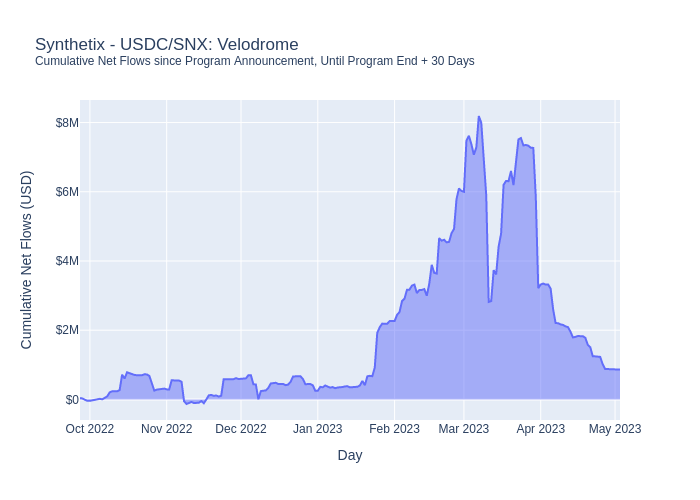 Synthetix - USDC/SNX: Velodrome
Cumulative Net Flows since Program Announcement, Until Program End + 30 Days
$8M
$6M
$4M
$2M
$0
Cumulative Net Flows (USD)
Oct 2022 Nov 2022 Dec 2022 Jan 2023 Feb 2023 Mar 2023 Apr 2023 May 2023
Day